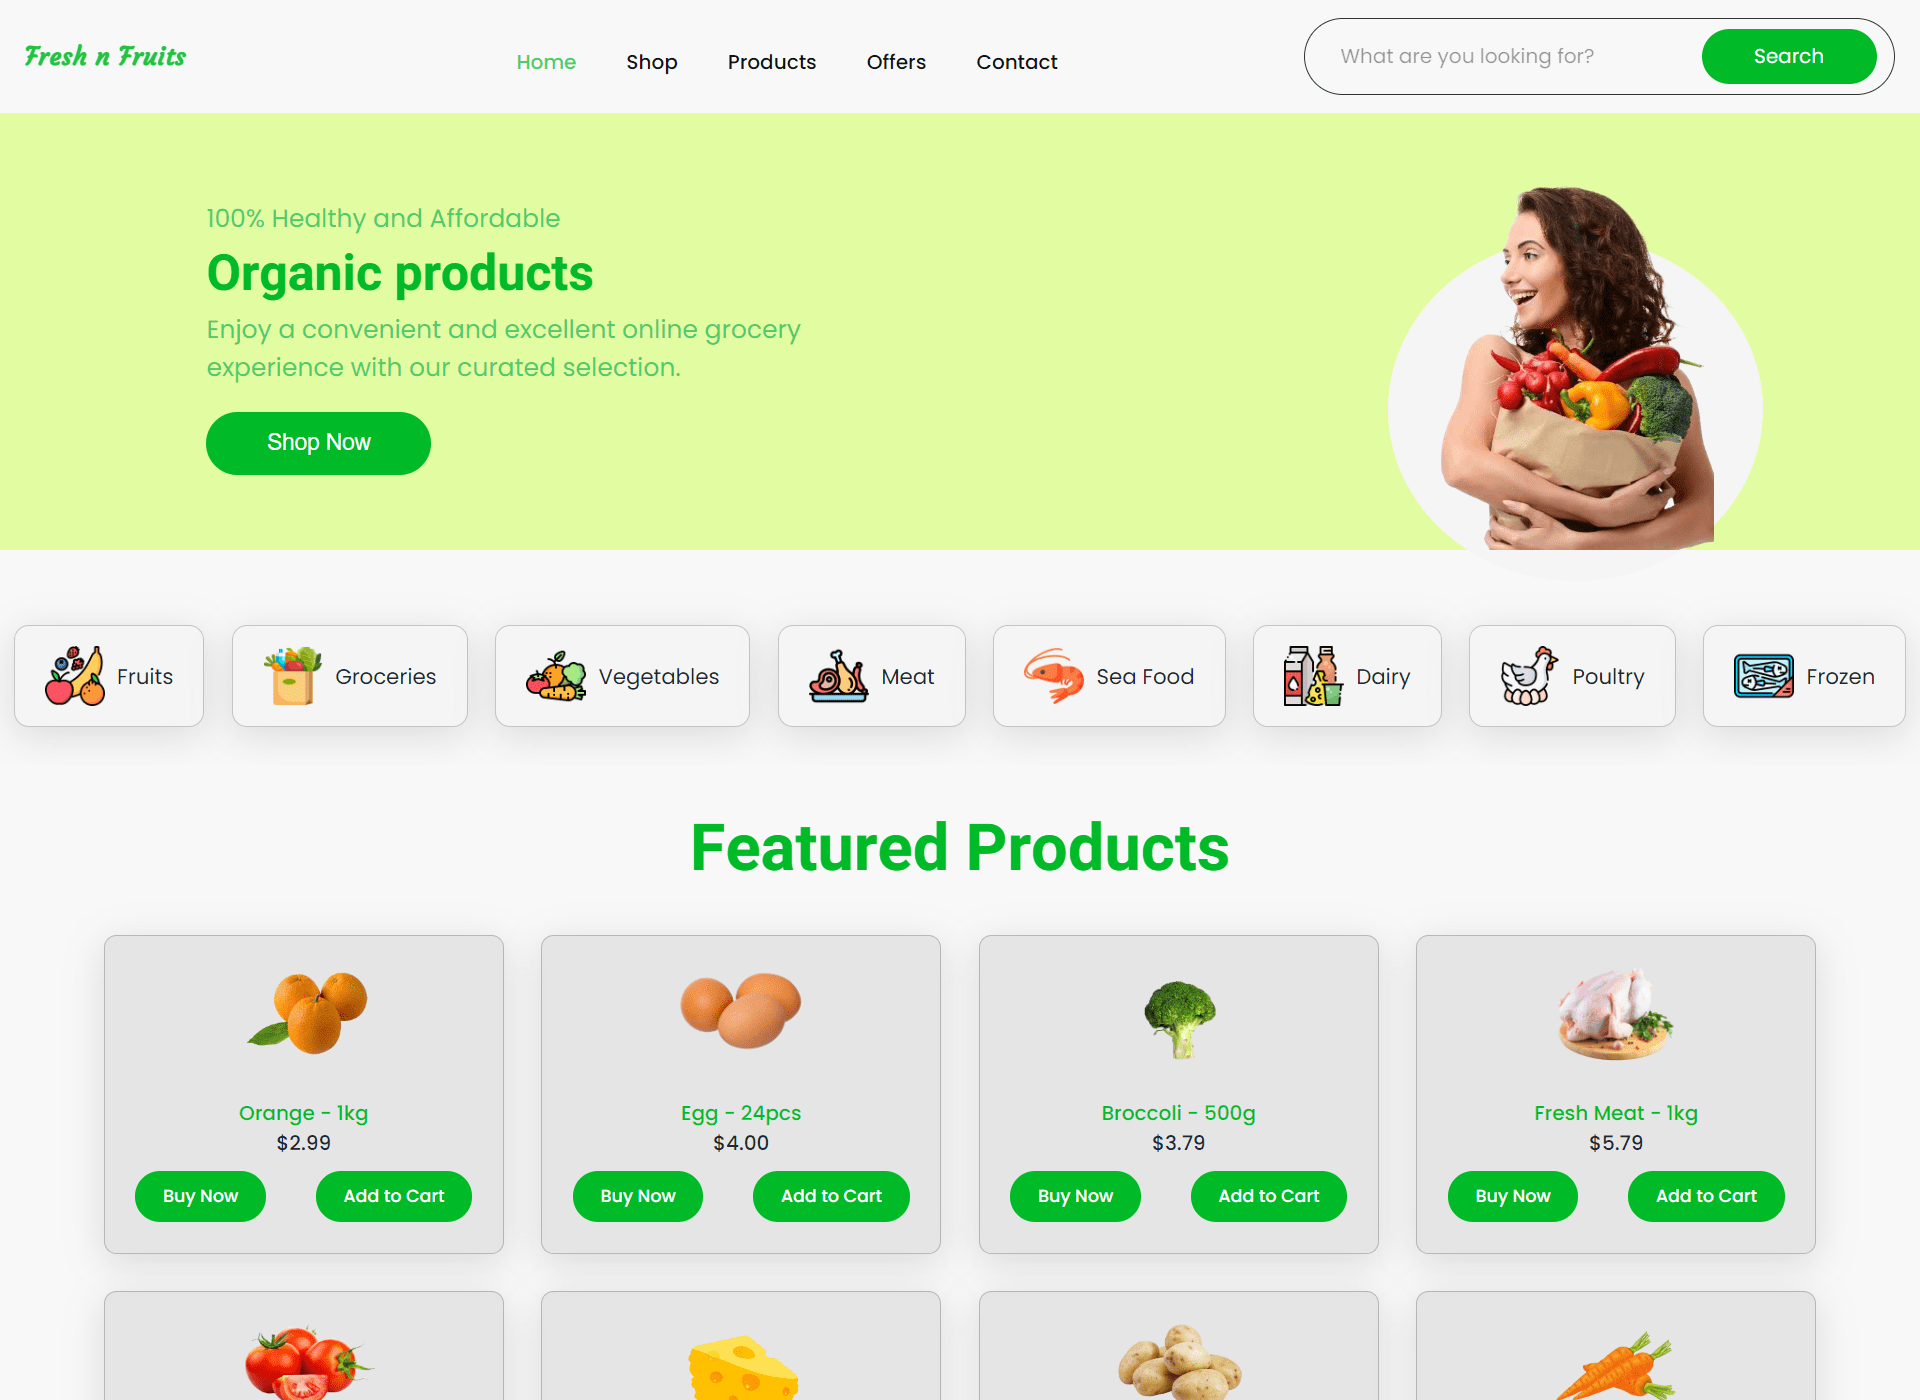 Fresh n Fruits
Home Shop Products Offers Contact
What are you looking for? Search
100% Healthy and Affordable
Organic products
Enjoy a convenient and excellent online grocery
experience with our curated selection.
Shop Now
Fruits Groceries Vegetables Meat Sea Food Dairy Poultry Frozen
Featured Products
Orange - 1kg
$2.99
Buy Now Add to Cart
Egg - 24pcs
$4.00
Buy Now Add to Cart
Broccoli - 500g
$3.79
Buy Now Add to Cart
Fresh Meat - 1kg
$5.79
Buy Now Add to Cart